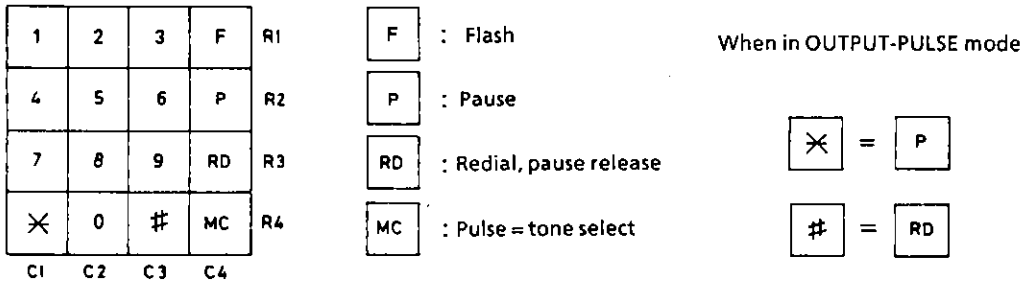 1 2 3 F R1
4 5 6 P R2
7 8 9 RD R3
* 0 # MC R4
C1 C2 C3 C4
F : Flash
P : Pause
RD : Redial, pause release
MC : Pulse = tone select
When in OUTPUT-PULSE mode
* = P
# = RD